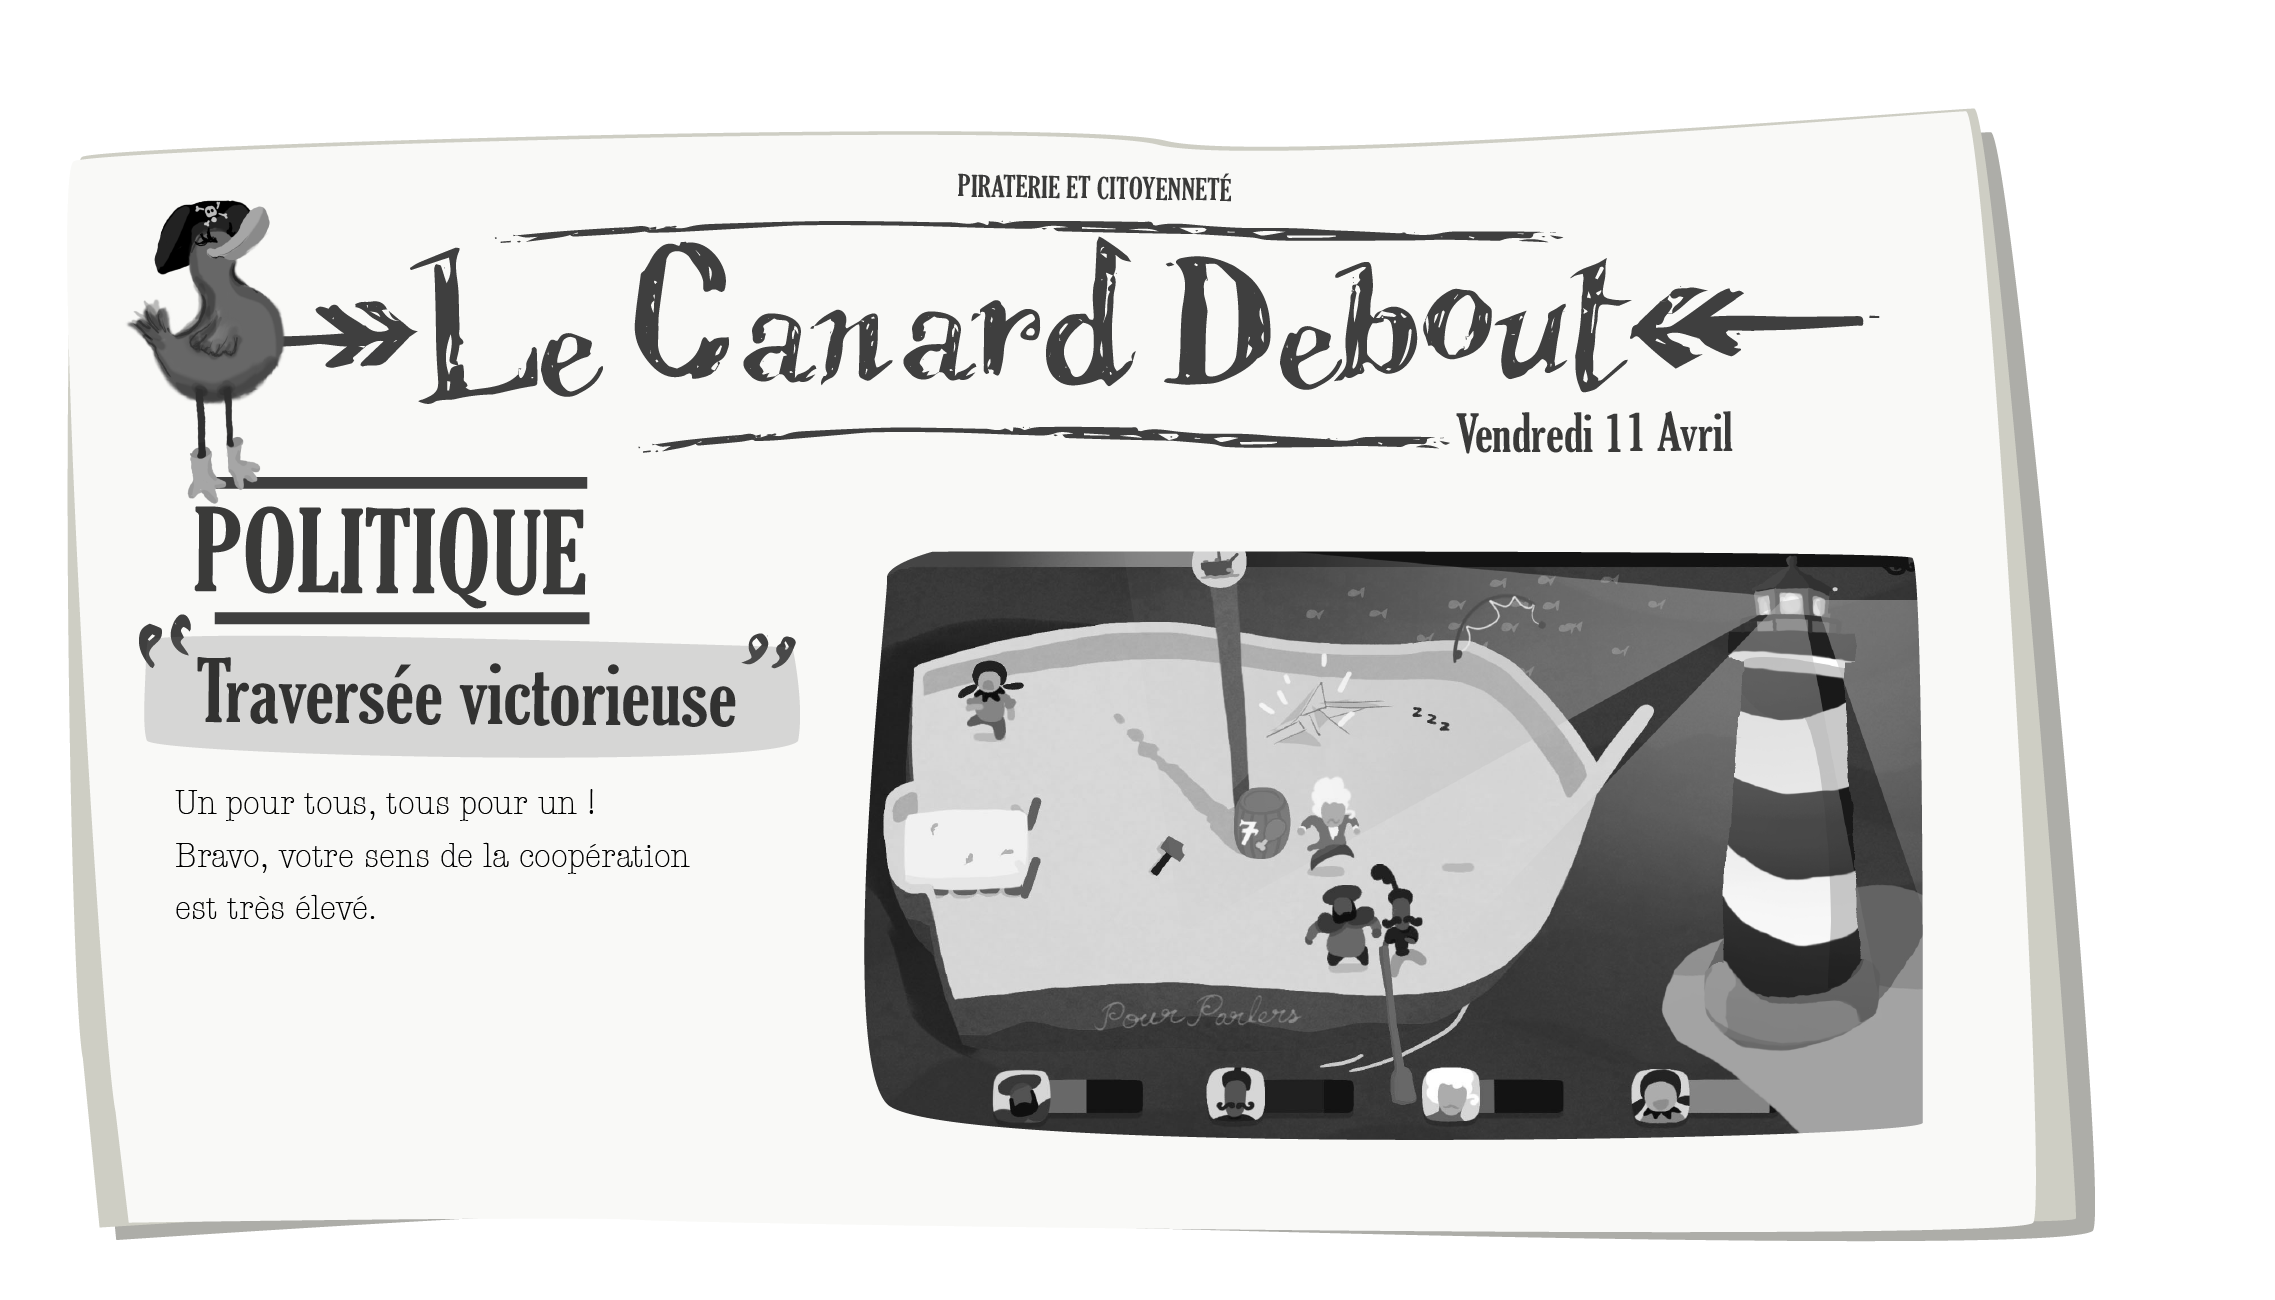 PIRATERIE ET CITOYENNETÉ
Le Canard Debout
Vendredi 11 Avril
POLITIQUE
“Traversée victorieuse”
Un pour tous, tous pour un !
Bravo, votre sens de la coopération
est très élevé.
z z z
7
Pour Parlers